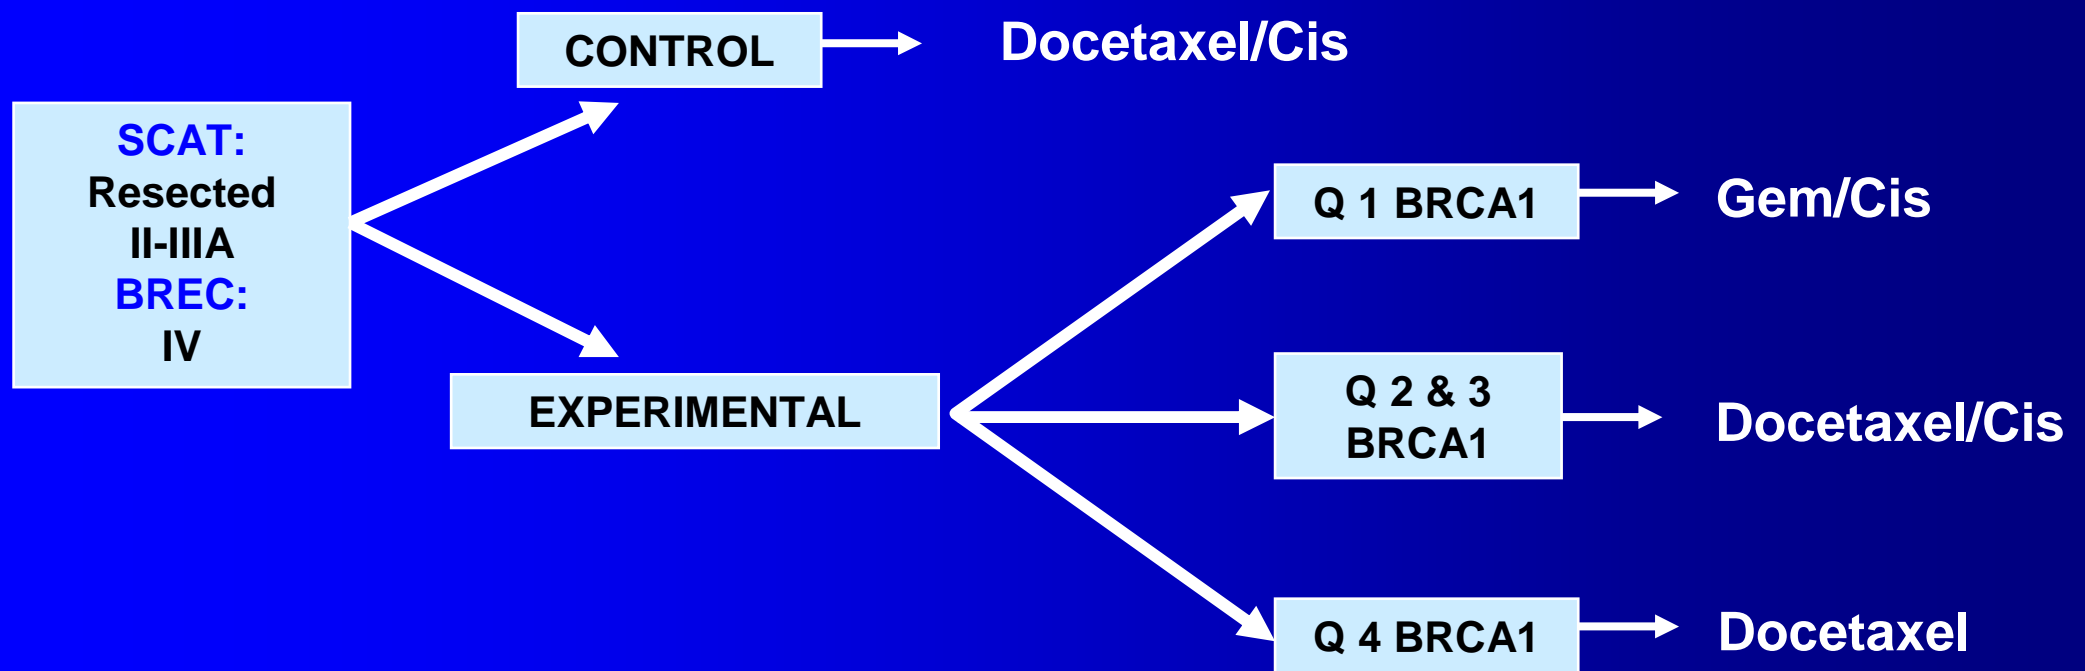 CONTROL
Docetaxel/Cis
SCAT:
Resected
II-IIIA
BREC:
IV
EXPERIMENTAL
Q 1 BRCA1
Gem/Cis
Q 2 & 3
BRCA1
Docetaxel/Cis
Q 4 BRCA1
Docetaxel